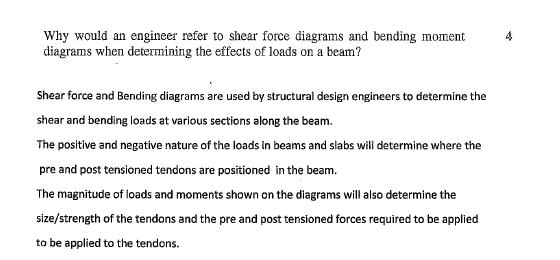 Why would an engineer refer to shear force diagrams and bending moment 4
diagrams when determining the effects of loads on a beam?
Shear force and Bending diagrams are used by structural design engineers to determine the
shear and bending loads at various sections along the beam.
The positive and negative nature of the loads in beams and slabs will determine where the
pre and post tensioned tendons are positioned in the beam.
The magnitude of loads and moments shown on the diagrams will also determine the
size/strength of the tendons and the pre and post tensioned forces required to be applied
to be applied to the tendons.